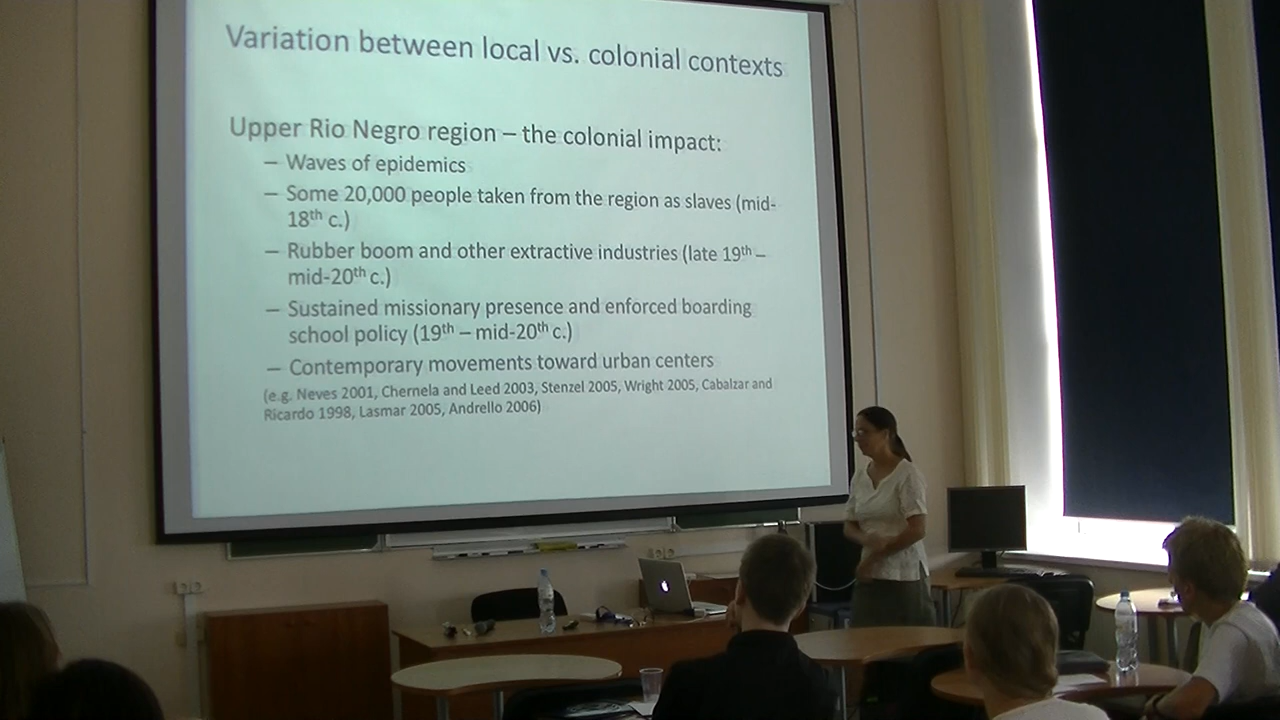 Variation between local vs. colonial contexts
Upper Rio Negro region – the colonial impact:
– Waves of epidemics
– Some 20,000 people taken from the region as slaves (mid-
18th c.)
– Rubber boom and other extractive industries (late 19th –
mid-20th c.)
– Sustained missionary presence and enforced boarding
school policy (19th – mid-20th c.)
– Contemporary movements toward urban centers
(e.g. Neves 2001, Chernela and Leed 2003, Stenzel 2005, Wright 2005, Cabalzar and
Ricardo 1998, Lasmar 2005, Andrello 2006)